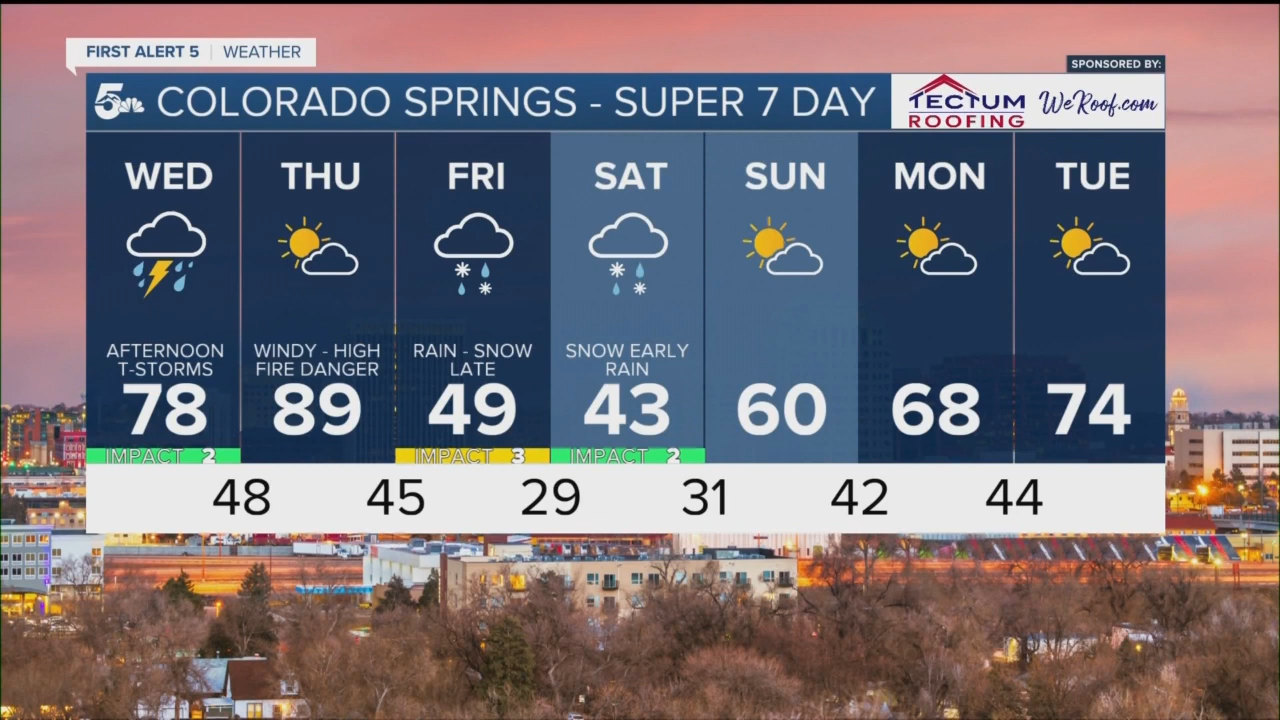 FIRST ALERT 5 | WEATHER
SPONSORED BY:
5 NBC COLORADO SPRINGS - SUPER 7 DAY
TECTUM
ROOFING
WeRoof.com
WED THU FRI SAT SUN MON TUE
AFTERNOON WINDY - HIGH RAIN - SNOW SNOW EARLY
T-STORMS FIRE DANGER LATE RAIN
78 89 49 43 60 68 74
IMPACT 2 IMPACT 3 IMPACT 2
48 45 29 31 42 44